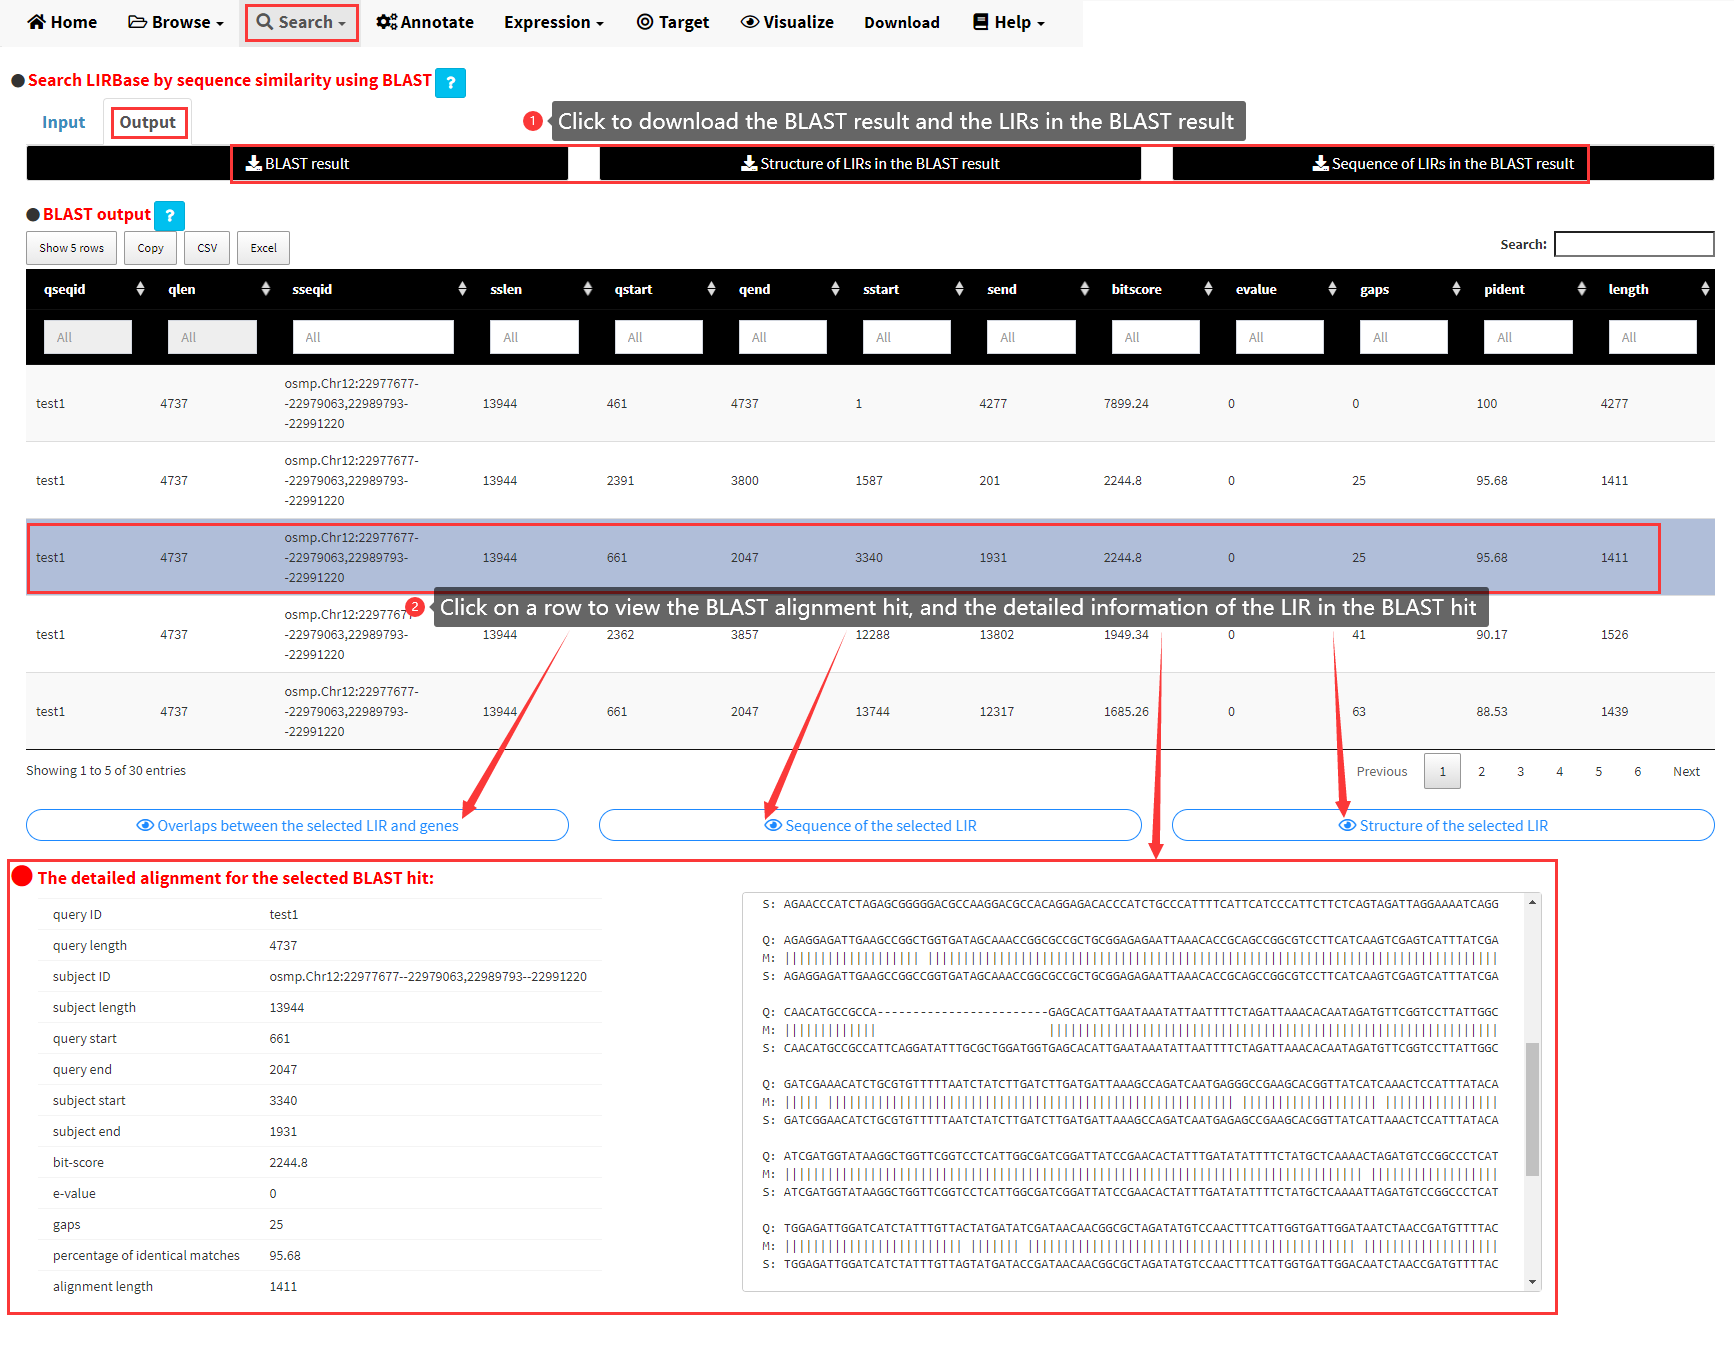 Home Browse Search Annotate Expression Target Visualize Download Help
Search LIRBase by sequence similarity using BLAST ?
Input Output
1 Click to download the BLAST result and the LIRs in the BLAST result
BLAST result Structure of LIRs in the BLAST result Sequence of LIRs in the BLAST result
BLAST output ?
Show 5 rows Copy CSV Excel Search:
qseqid qlen sseqid sslen qstart qend sstart send bitscore evalue gaps pident length
All All All All All All All All All All All All All
osmp.Chr12:22977677-
test1 4737 -22979063,22989793- 13944 461 4737 1 4277 7899.24 0 0 100 4277
-22991220
osmp.Chr12:22977677-
test1 4737 -22979063,22989793- 13944 2391 3800 1587 201 2244.8 0 25 95.68 1411
-22991220
osmp.Chr12:22977677-
test1 4737 -22979063,22989793- 13944 661 2047 3340 1931 2244.8 0 25 95.68 1411
-22991220
2 Click on a row to view the BLAST alignment hit, and the detailed information of the LIR in the BLAST hit
osmp.Chr12:2297767
test1 4737 -22979063,22989793- 13944 2362 3857 12288 13802 1949.34 0 41 90.17 1526
-22991220
osmp.Chr12:22977677-
test1 4737 -22979063,22989793- 13944 661 2047 13744 12317 1685.26 0 63 88.53 1439
-22991220
Showing 1 to 5 of 30 entries Previous 1 2 3 4 5 6 Next
Overlaps between the selected LIR and genes Sequence of the selected LIR Structure of the selected LIR
The detailed alignment for the selected BLAST hit:
query ID test1
query length 4737
subject ID osmp.Chr12:22977677--22979063,22989793--22991220
subject length 13944
query start 661
query end 2047
subject start 3340
subject end 1931
bit-score 2244.8
e-value 0
gaps 25
percentage of identical matches 95.68
alignment length 1411
S: AGAACCCATCTAGAGCGGGGGACGCCAAGGACGCCACAGGAGACACCCATCTGCCCATTTTCATTCATCCCATTCTTCTCAGTAGATTAGGAAAATCAGG
Q: AGAGGAGATTGAAGCCGGCTGGTGATAGCAAACCGGCGCCGCTGCGGAGAGAATTAAACACCGCAGCCGGCGTCCTTCATCAAGTCGAGTCATTTATCGA
M:
S: AGAGGAGATTGAAGCCGGCCGGTGATAGCAAACCGGCGCCGCTGCGGAGAGAATTAAACACCGCAGCCGGCGTCCTTCATCAAGTCGAGTCATTTATCGA
Q: CAACATGCCGCCA------------------------GAGCACATTGAATAAATATTAATTTTCTAGATTAAACACAATAGATGTTCGGTCCTTATTGGC
M:
S: CAACATGCCGCCATTCAGGATATTTGCGCTGGATGGTGAGCACATTGAATAAATATTAATTTTCTAGATTAAACACAATAGATGTTCGGTCCTTATTGGC
Q: GATCGAAACATCTGCGTGTTTTTAATCTATCTTGATCTTGATGATTAAAGCCAGATCAATGAGGGCCGAAGCACGGTTATCATCAAACTCCATTTATACA
M:
S: GATCGGAACATCTGCGTGTTTTTAATCTATCTTGATCTTGATGATTAAAGCCAGATCAATGAGAGCCGAAGCACGGTTATCATTAAACTCCATTTATACA
Q: ATCGATGGTATAAGGCTGGTTCGGTCCTCATTGGCGATCGGATTATCCGAACACTATTTGATATATTTTCTATGCTCAAAACTAGATGTCCGGCCCTCAT
M:
S: ATCGATGGTATAAGGCTGGTTCGGTCCTCATTGGCGATCGGATTATCCGAACACTATTTGATATATTTTCTATGCTCAAAATTAGATGTCCGGCCCTCAT
Q: TGGAGATTGGATCATCTATTTGTTACTATGATATCGATAACAACGGCGCTAGATATGTCCAACTTTCATTGGTGATTGGATAATCTAACCGATGTTTTAC
M:
S: TGGAGATTGGATCATCTATTTGTTAGTATGATACCGATAACAACGGCGCTAGATATGTCCAACTTTCATTGGTGATTGGACAATCTAACCGATGTTTTAC